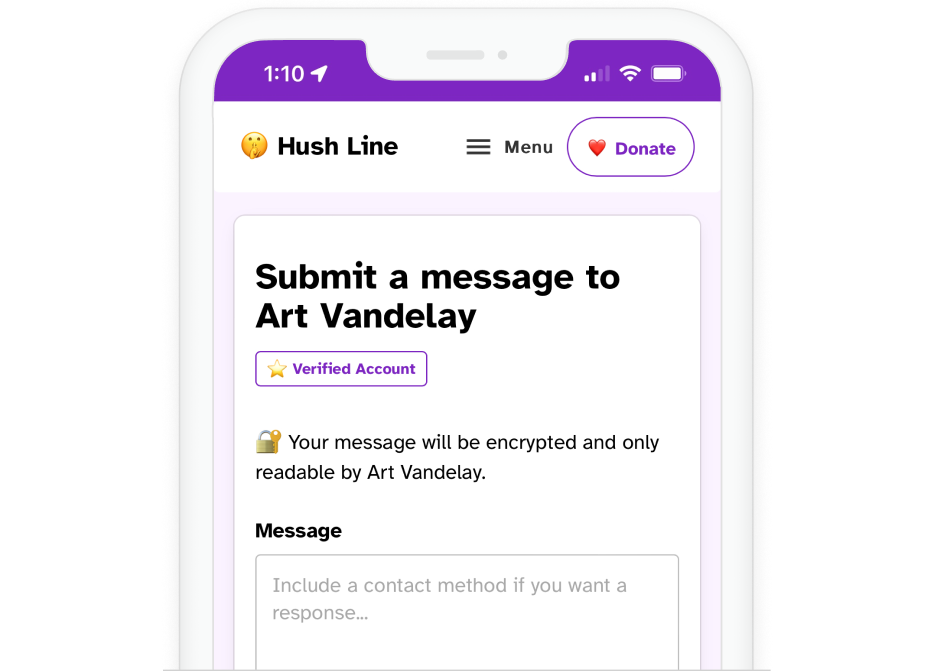 1:10
🤫 Hush Line
Menu
❤️ Donate
Submit a message to
Art Vandelay
⭐ Verified Account
🔐 Your message will be encrypted and only
readable by Art Vandelay.
Message
Include a contact method if you want a
response...